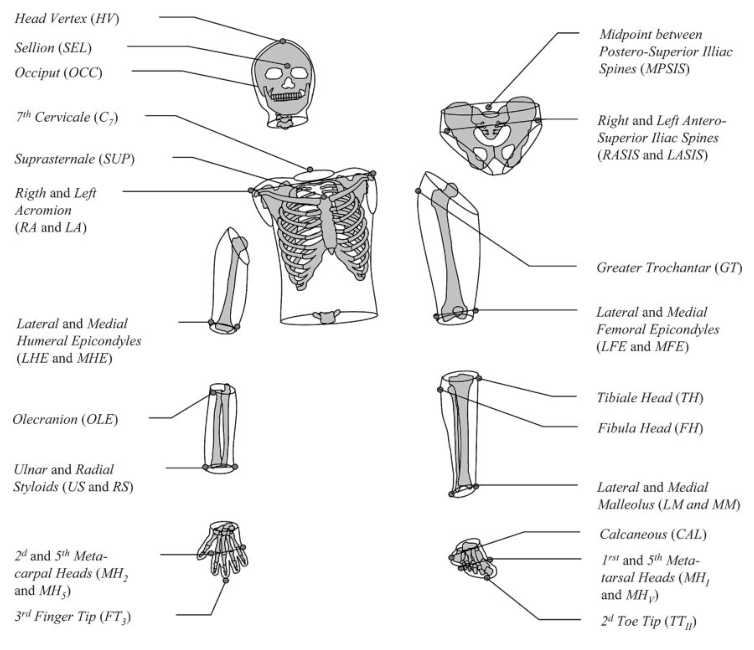 Head Vertex (HV)
Sellion (SEL)
Occiput (OCC)
7th Cervicale (C7)
Suprasternale (SUP)
Rigth and Left
Acromion
(RA and LA)
Lateral and Medial
Humeral Epicondyles
(LHE and MHE)
Olecranion (OLE)
Ulnar and Radial
Styloids (US and RS)
2d and 5th Meta-
carpal Heads (MH2
and MH5)
3rd Finger Tip (FT3)
Midpoint between
Postero-Superior Illiac
Spines (MPSIS)
Right and Left Antero-
Superior Iliac Spines
(RASIS and LASIS)
Greater Trochantar (GT)
Lateral and Medial
Femoral Epicondyles
(LFE and MFE)
Tibiale Head (TH)
Fibula Head (FH)
Lateral and Medial
Malleolus (LM and MM)
Calcaneous (CAL)
1rst and 5th Meta-
tarsal Heads (MHI
and MHV)
2d Toe Tip (TTII)